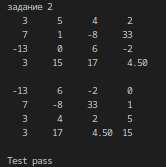 задание 2
3 5 4 2
7 1 -8 33
-13 0 6 -2
3 15 17 4.50
-13 6 -2 0
7 -8 33 1
3 4 2 5
3 17 4.50 15
Test pass